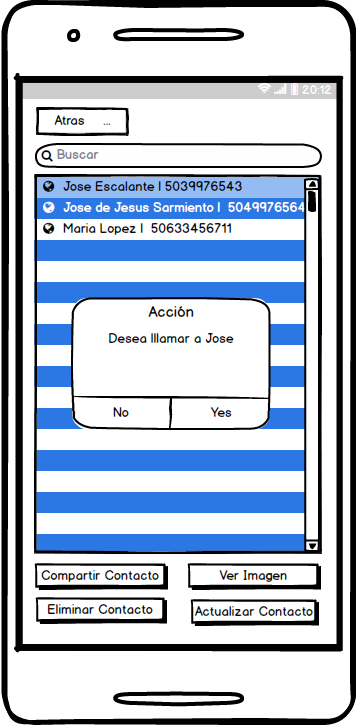 20:12
Atras ...
Buscar
Jose Escalante | 5039976543
Jose de Jesus Sarmiento | 5049976564
Maria Lopez | 50633456711
Acción
Desea lllamar a Jose
No Yes
Compartir Contacto Ver Imagen
Eliminar Contacto Actualizar Contacto